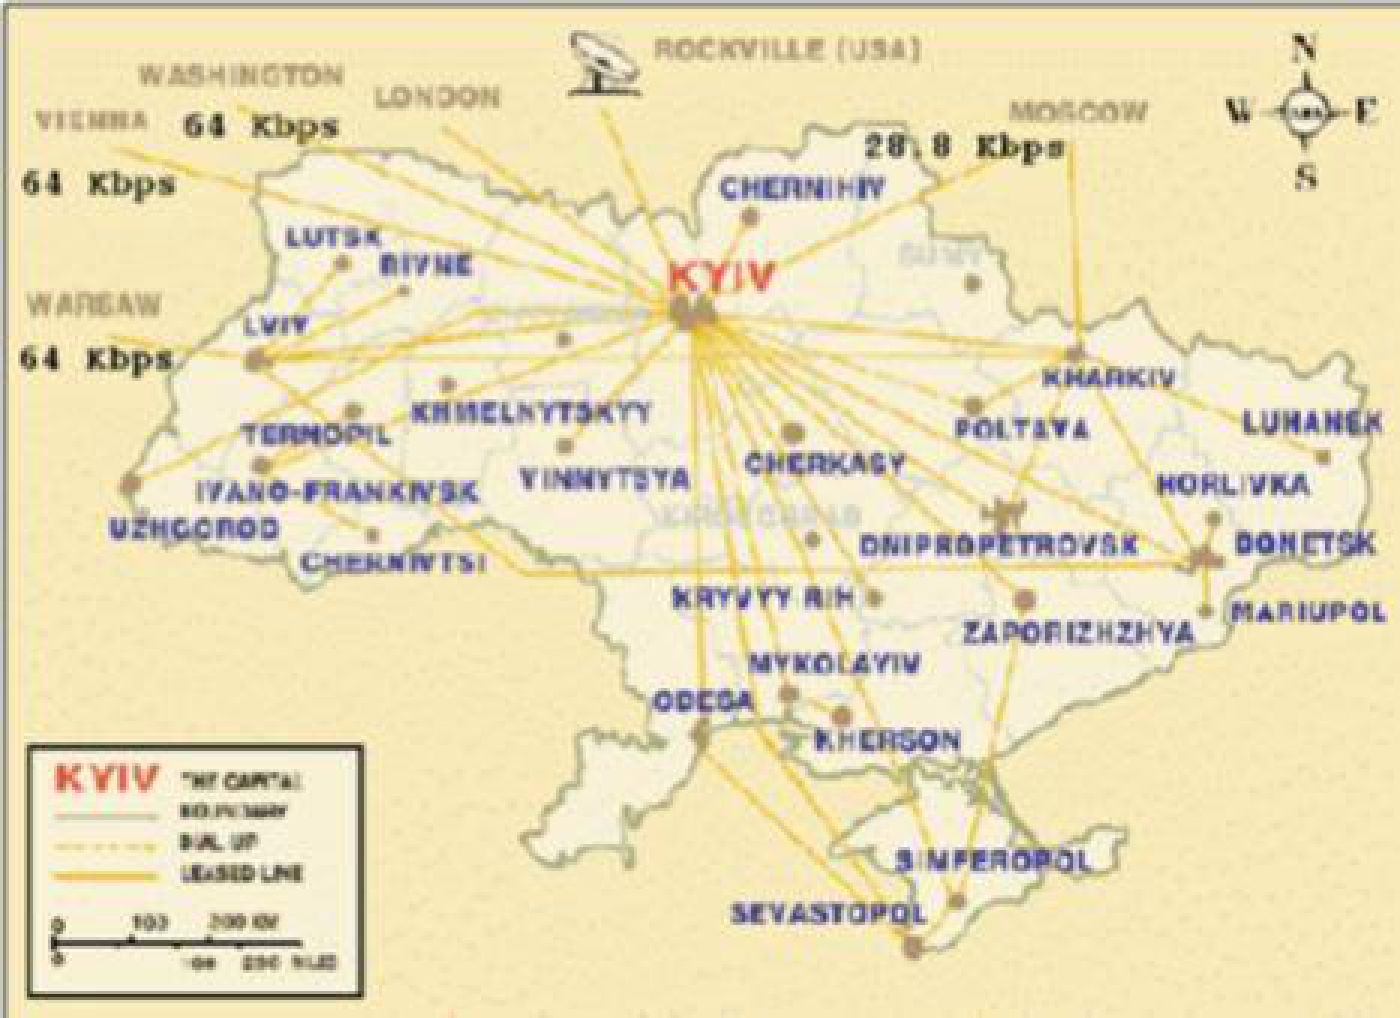 ROCKVILLE (USA)
WASHINGTON
LONDON
VIENNA
64 Kbps
MOSCOW
28.8 Kbps
N
W
E
S
64 Kbps
CHERNIHIV
LUTSK
RIVNE
SUMY
KYIV
WARSAW
LVIV
64 Kbps
KHARKIV
KHMELNYTSKYY
LUHANSK
TERNOPIL
POLTAVA
CHERKASY
VINNYTSYA
IVANO-FRANKIVSK
HORLIVKA
UZHGOROD
DNIPROPETROVSK
DONETSK
CHERNIVTSI
KRYVYY RIH
MARIUPOL
ZAPORIZHZHYA
MYKOLAYIV
ODESA
KHERSON
SIMFEROPOL
SEVASTOPOL
KYIV THE CAPITAL
BOUNDARY
DIAL UP
LEASED LINE
0 100 200 KM
0 100 200 MILES